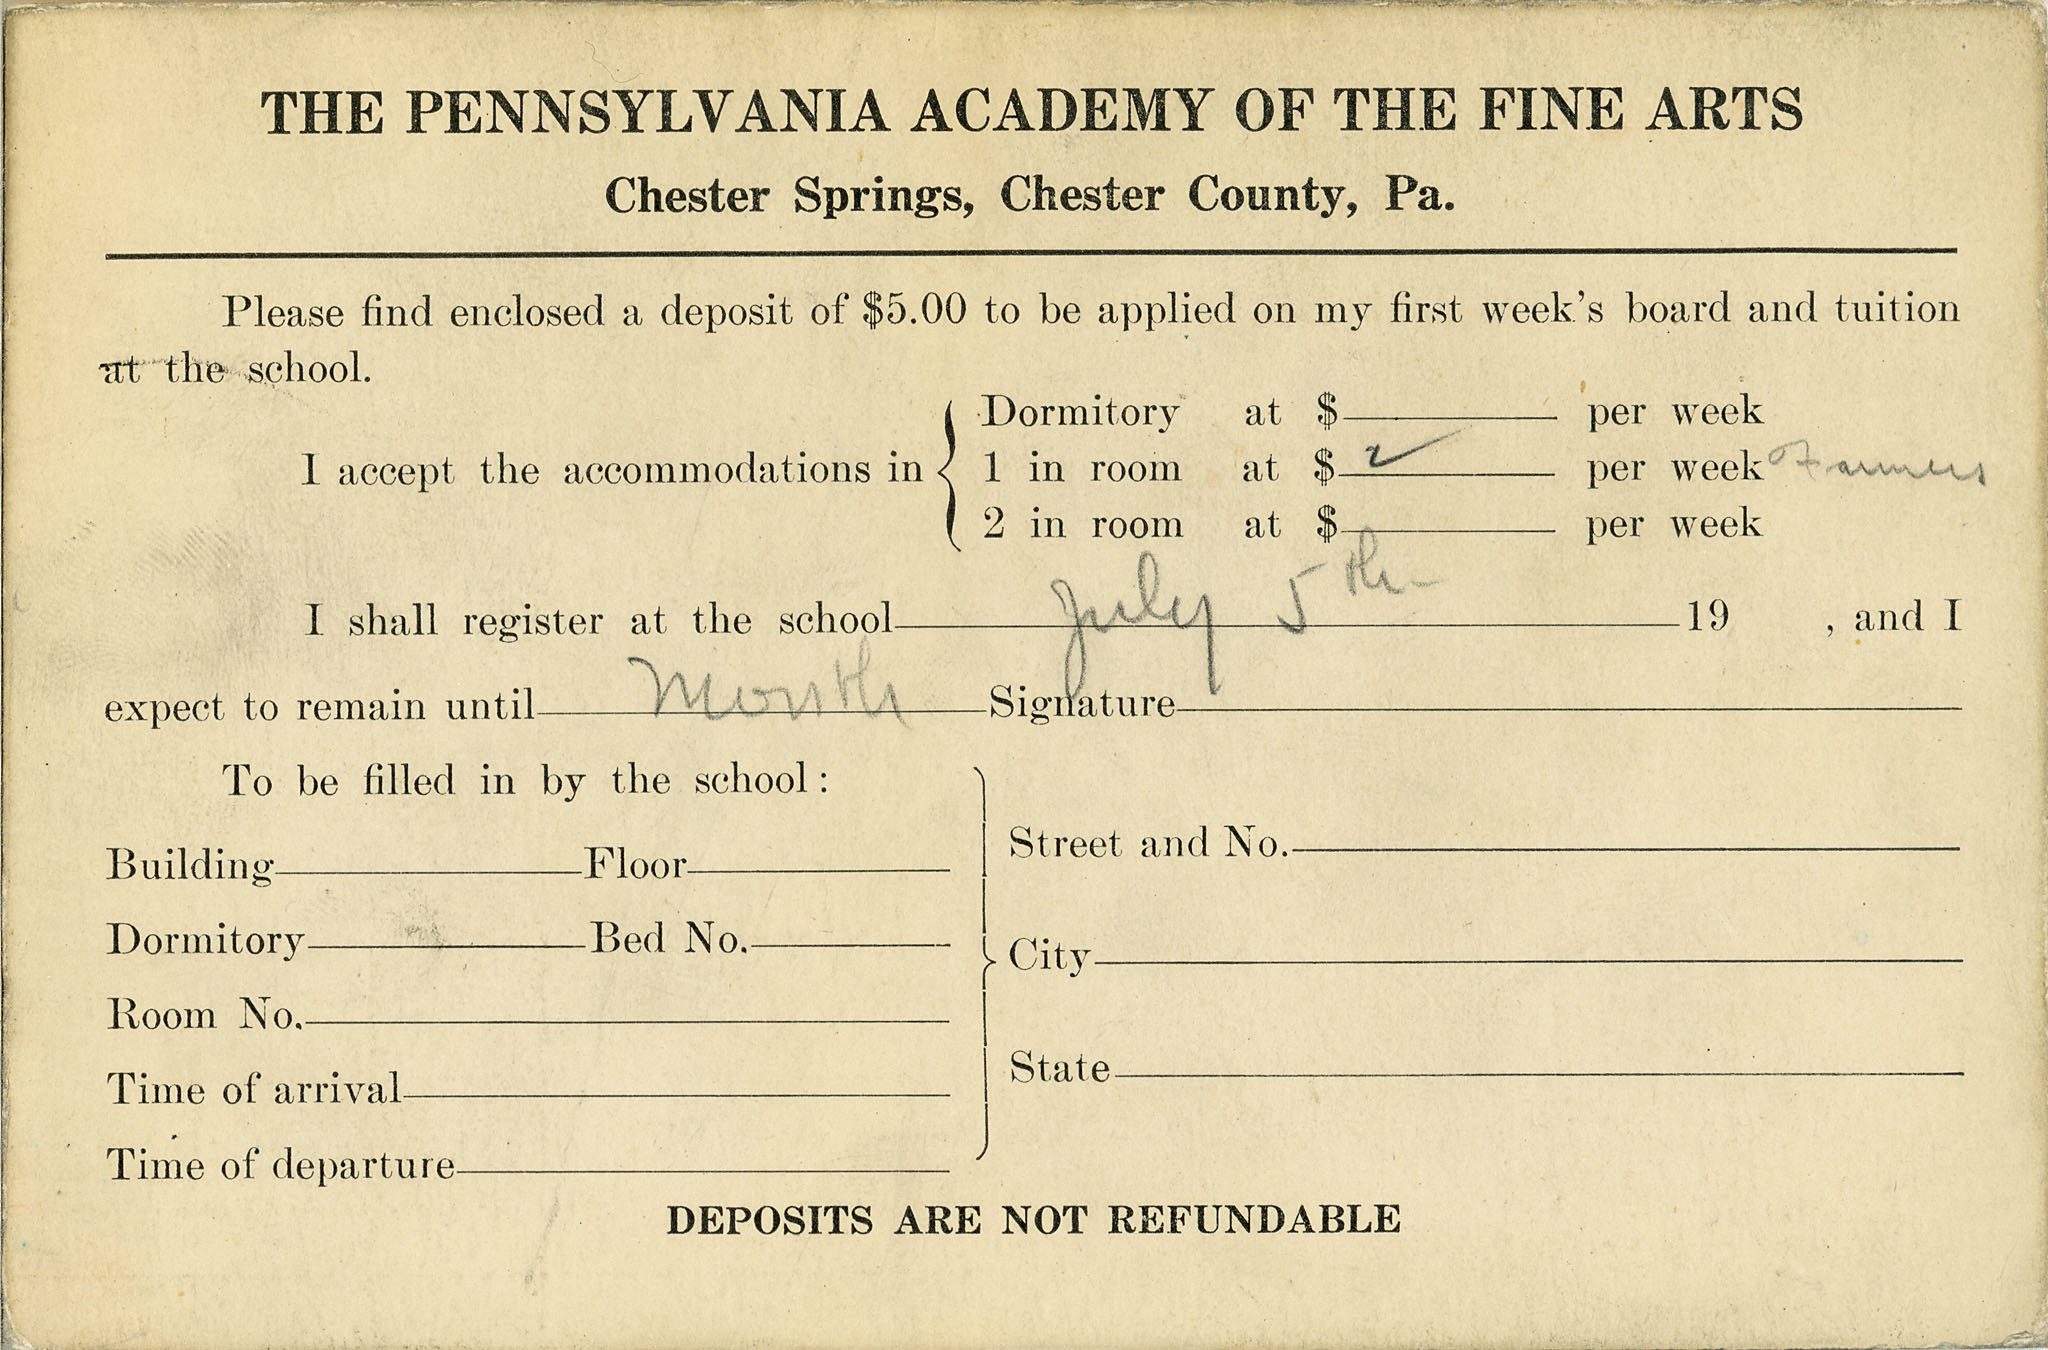 THE PENNSYLVANIA ACADEMY OF THE FINE ARTS
Chester Springs, Chester County, Pa.
Please find enclosed a deposit of $5.00 to be applied on my first week's board and tuition
at the school.
Dormitory at $ per week
I accept the accommodations in 1 in room at $ per week Farmers
2 in room at $ per week
I shall register at the school July 5th 19 , and I
expect to remain until Month Signature
To be filled in by the school:
Building Floor
Street and No.
Dormitory Bed No.
City
Room No.
State
Time of arrival
Time of departure
DEPOSITS ARE NOT REFUNDABLE